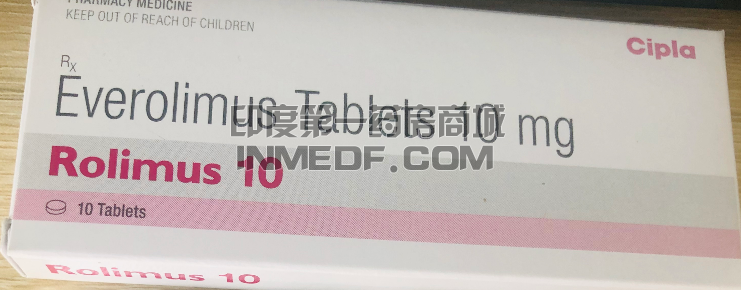 PHARMACY MEDICINE
KEEP OUT OF REACH OF CHILDREN
Cipla
Rx
Everolimus Tablets 10 mg
印度第一药房商城
INMEDF.COM
Rolimus 10
10 Tablets
Rolimus 10